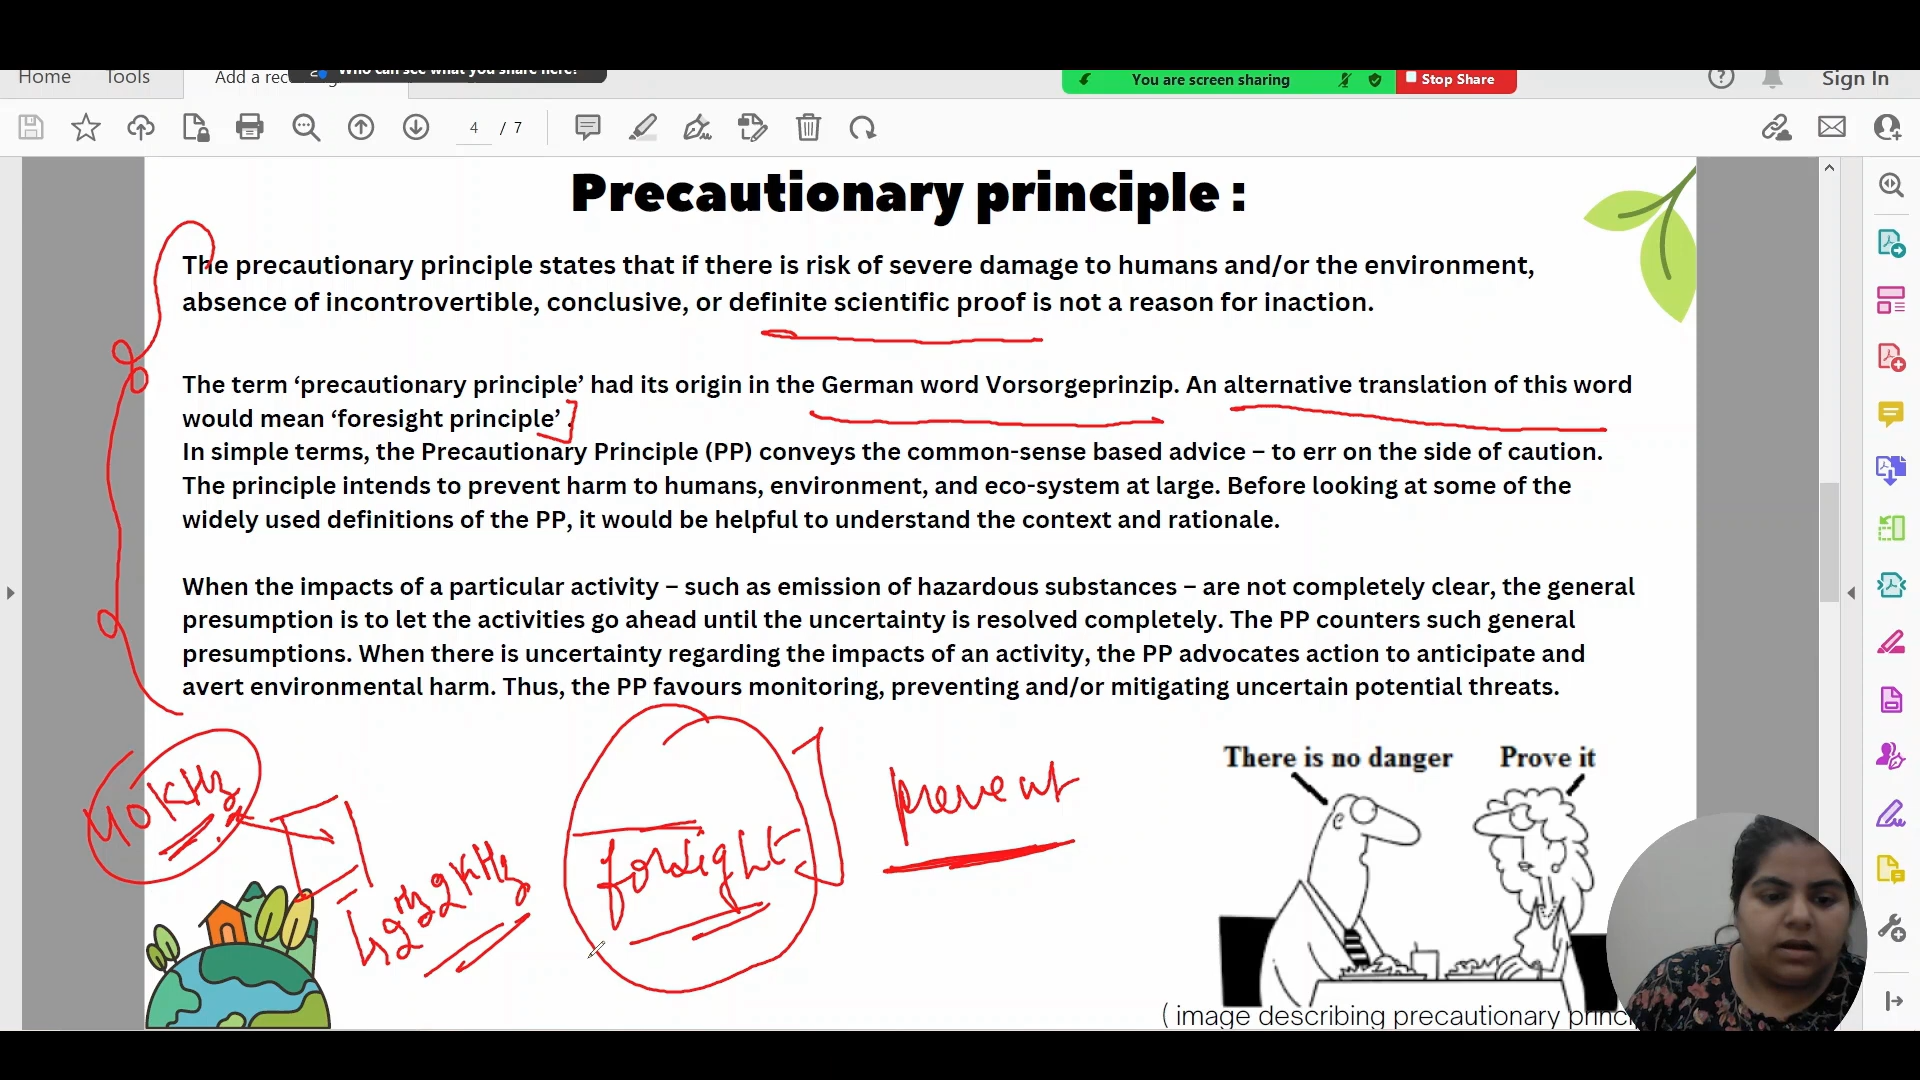 Home Tools Add a rec
Who can see what you share here?
You are screen sharing Stop Share
Sign In
4 / 7
Precautionary principle :
The precautionary principle states that if there is risk of severe damage to humans and/or the environment,
absence of incontrovertible, conclusive, or definite scientific proof is not a reason for inaction.
The term ‘precautionary principle’ had its origin in the German word Vorsorgeprinzip. An alternative translation of this word
would mean ‘foresight principle’ .
In simple terms, the Precautionary Principle (PP) conveys the common-sense based advice – to err on the side of caution.
The principle intends to prevent harm to humans, environment, and eco-system at large. Before looking at some of the
widely used definitions of the PP, it would be helpful to understand the context and rationale.
When the impacts of a particular activity – such as emission of hazardous substances – are not completely clear, the general
presumption is to let the activities go ahead until the uncertainty is resolved completely. The PP counters such general
presumptions. When there is uncertainty regarding the impacts of an activity, the PP advocates action to anticipate and
avert environmental harm. Thus, the PP favours monitoring, preventing and/or mitigating uncertain potential threats.
40KHz
forsight
prevent
There is no danger Prove it
( image describing precautionary